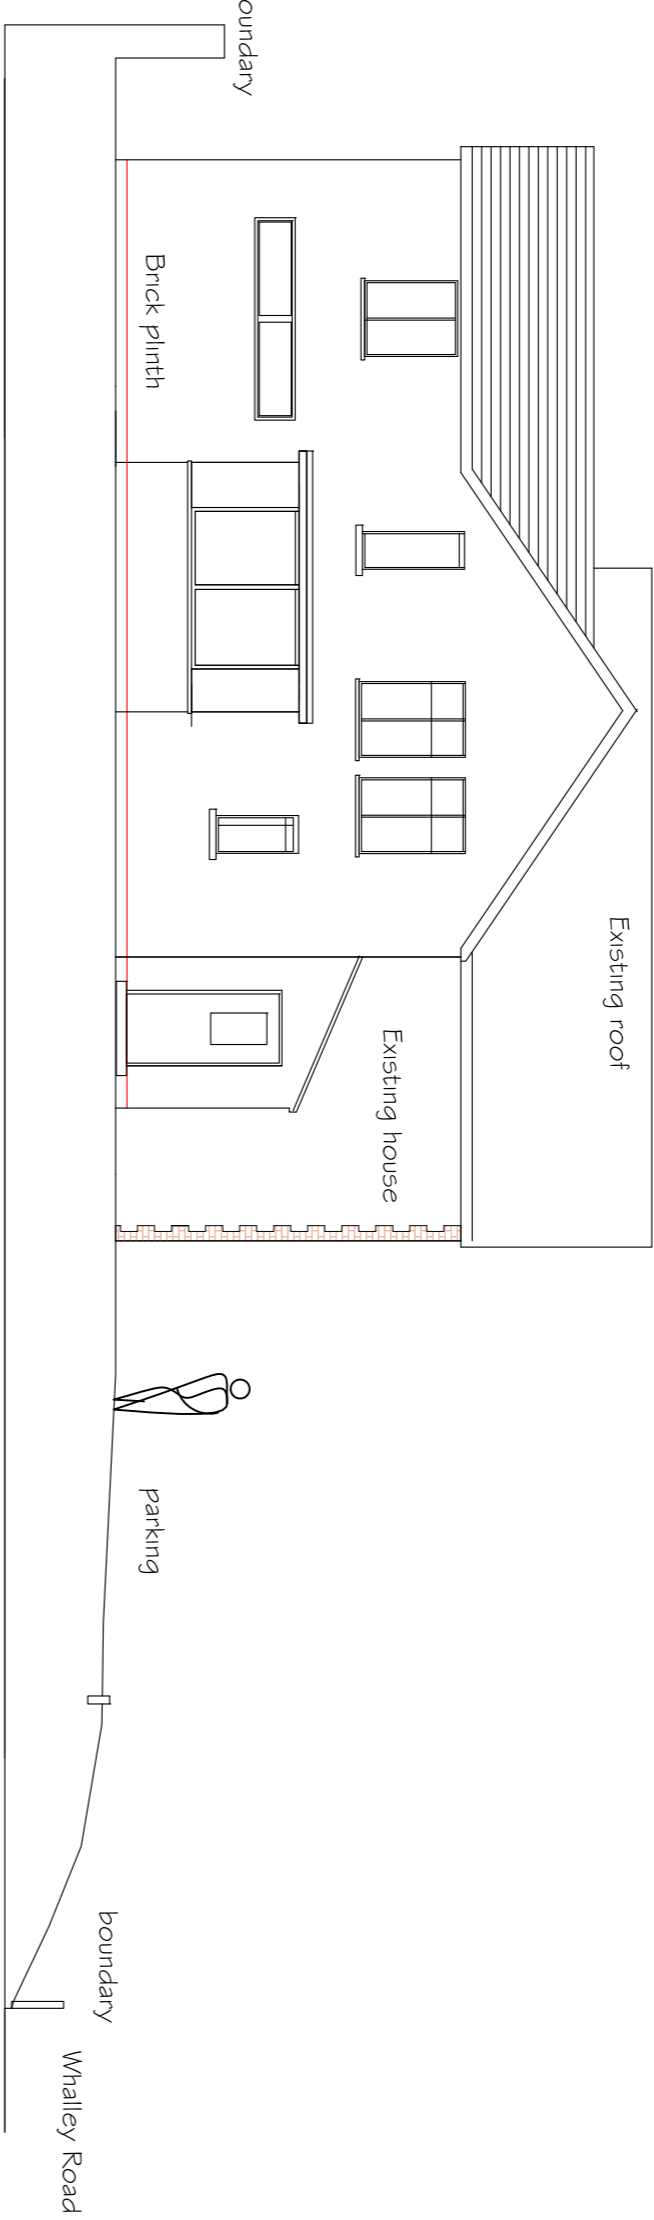 oundary
Brick plinth
Existing roof
Existing house
parking
boundary
Whalley Road